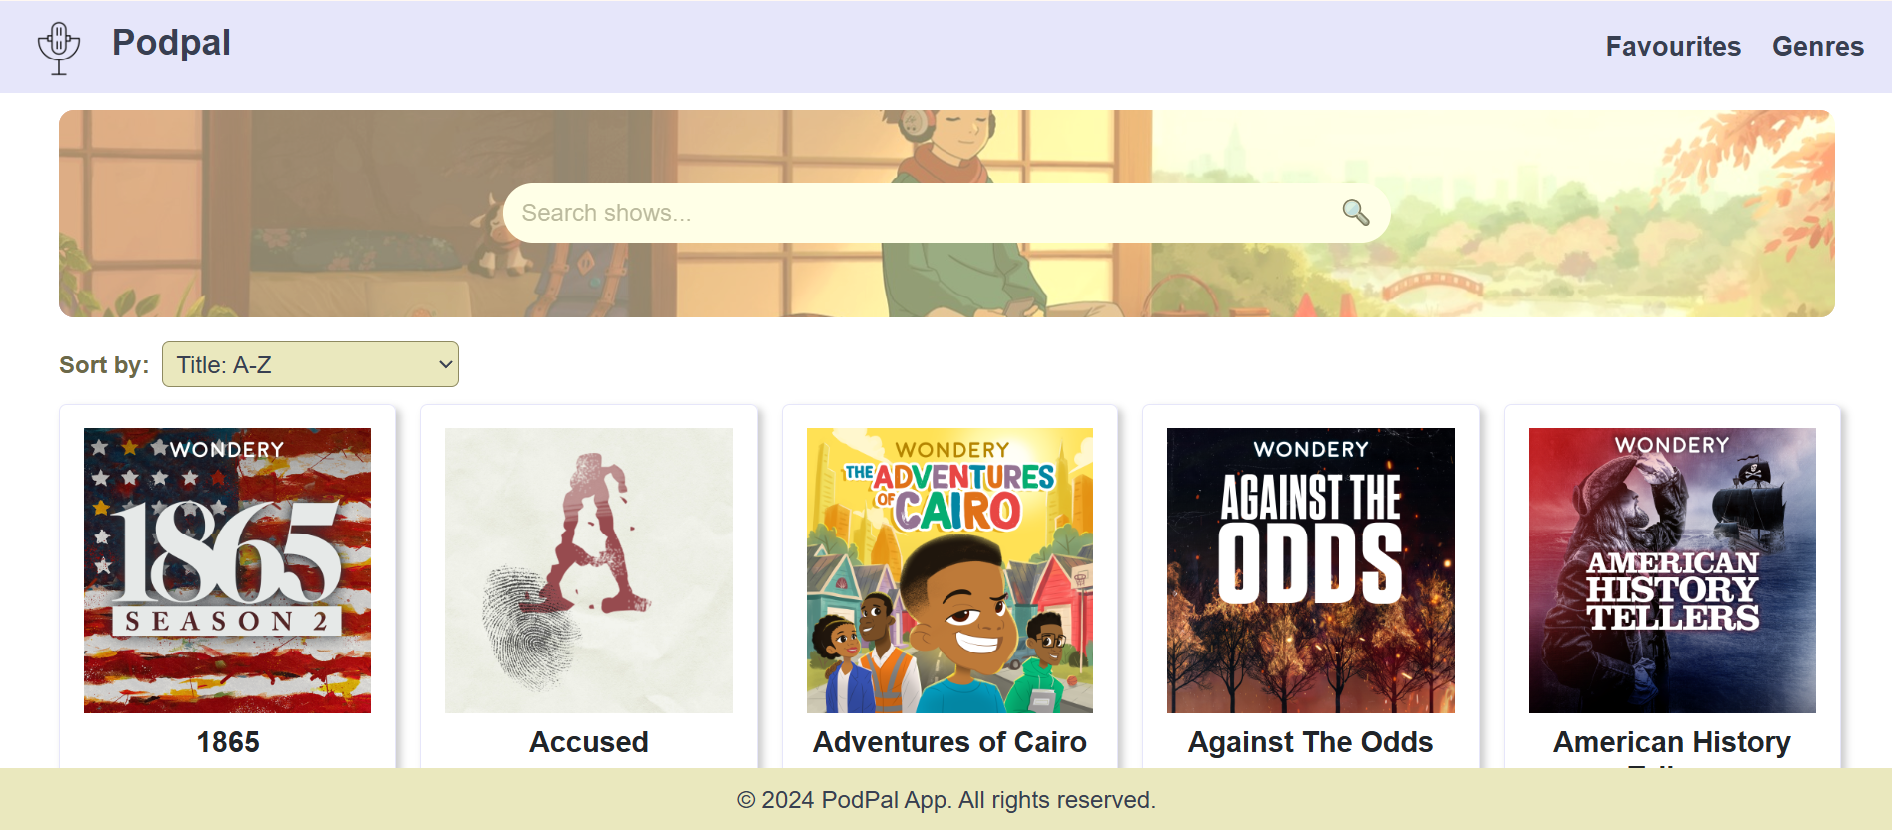 Podpal
Favourites Genres
Search shows...
Sort by: Title: A-Z
WONDERY
1865
SEASON 2
1865
A
Accused
WONDERY
THE ADVENTURES
OF CAIRO
Adventures of Cairo
WONDERY
AGAINST THE
ODDS
Against The Odds
WONDERY
AMERICAN
HISTORY
TELLERS
American History
© 2024 PodPal App. All rights reserved.